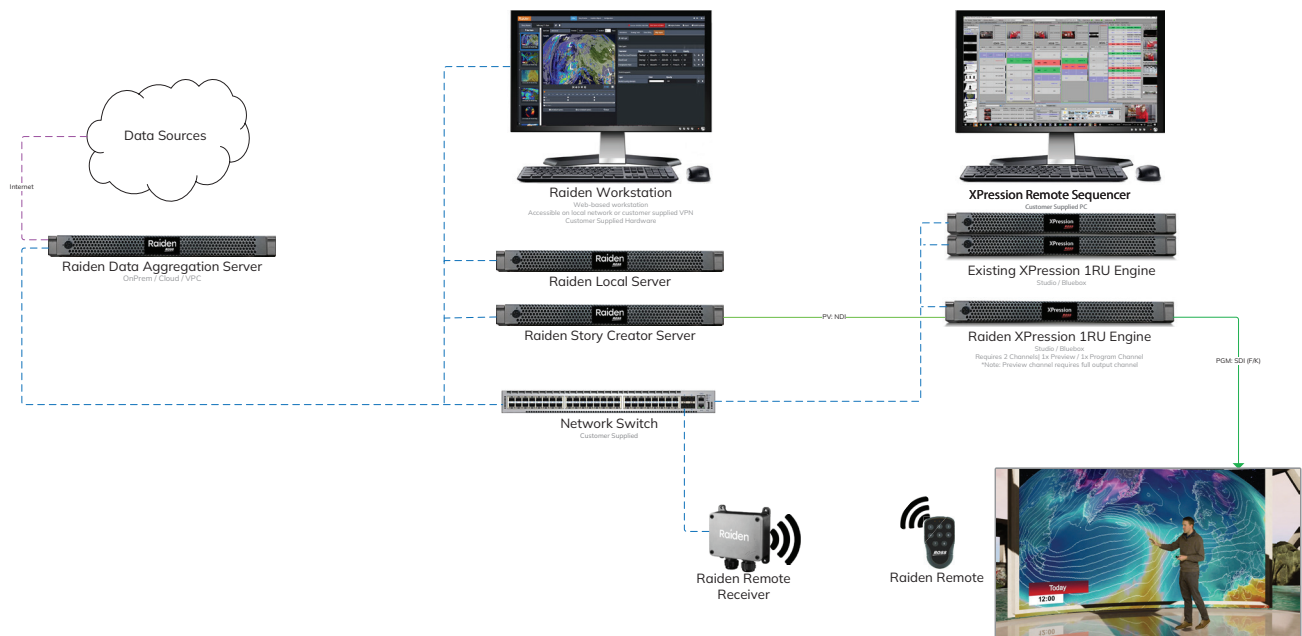 Data Sources
Internet
Raiden
ROSS
Raiden Data Aggregation Server
OnPrem / Cloud / VPC
Raiden Workstation
Web-based workstation
Accessible on local network or customer supplied VPN
Customer Supplied Hardware
Raiden
ROSS
Raiden Local Server
Raiden
ROSS
Raiden Story Creator Server
PV: NDI
Network Switch
Customer Supplied
XPression Remote Sequencer
Customer Supplied PC
XPression
XPression
Existing XPression 1RU Engine
Studio / Bluebox
XPression
Raiden XPression 1RU Engine
Studio / Bluebox
Requires 2 Channels| 1x Preview / 1x Program Channel
*Note: Preview channel requires full output channel
PGM: SDI (F/K)
Raiden
Raiden Remote
Receiver
ROSS
Raiden Remote
Today
12:00